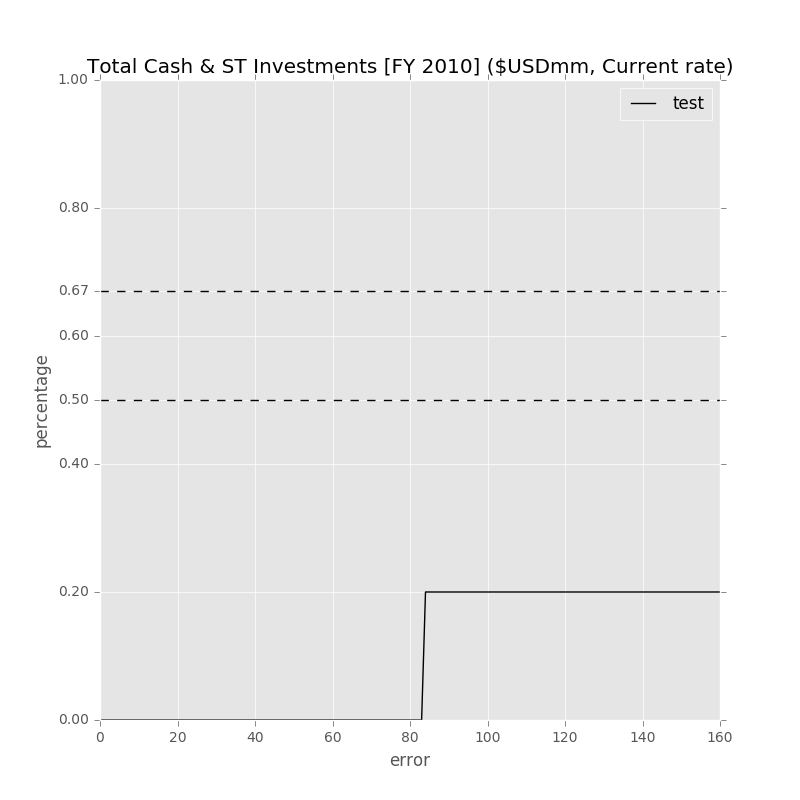 Total Cash & ST Investments [FY 2010] ($USDmm, Current rate)
test
1.00
0.80
0.67
0.60
0.50
0.40
0.20
0.00
percentage
0 20 40 60 80 100 120 140 160
error